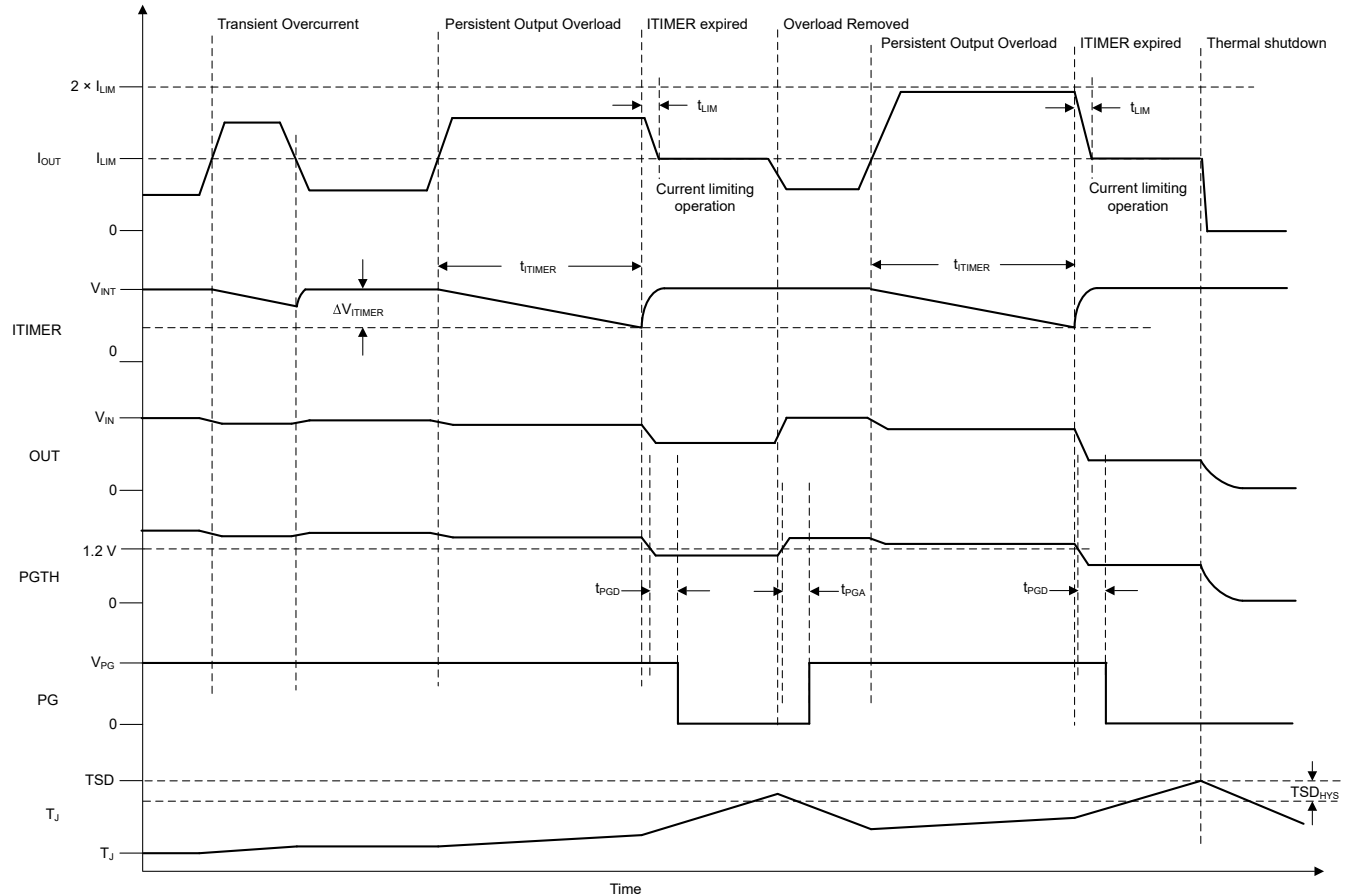 Transient Overcurrent
Persistent Output Overload
ITIMER expired
Overload Removed
Persistent Output Overload
ITIMER expired
Thermal shutdown
2 × ILIM
tLIM
tLIM
IOUT
ILIM
Current limiting
operation
Current limiting
operation
0
tITIMER
tITIMER
VINT
ΔVITIMER
ITIMER
0
VIN
OUT
0
1.2 V
PGTH
tPGD
tPGA
tPGD
0
VPG
PG
0
TSD
TSDHYS
TJ
TJ
Time